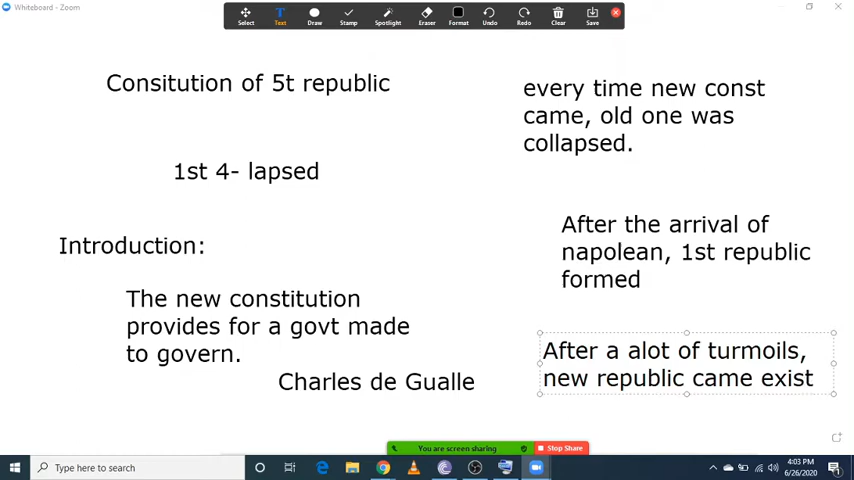 Whiteboard - Zoom
Select
Text
Draw
Stamp
Spotlight
Eraser
Format
Undo
Redo
Clear
Save
Consitution of 5t republic
1st 4- lapsed
Introduction:
The new constitution
provides for a govt made
to govern.
Charles de Gualle
every time new const
came, old one was
collapsed.
After the arrival of
napolean, 1st republic
formed
After a alot of turmoils,
new republic came exist
You are screen sharing
Stop Share
Type here to search
4:03 PM
6/26/2020
1